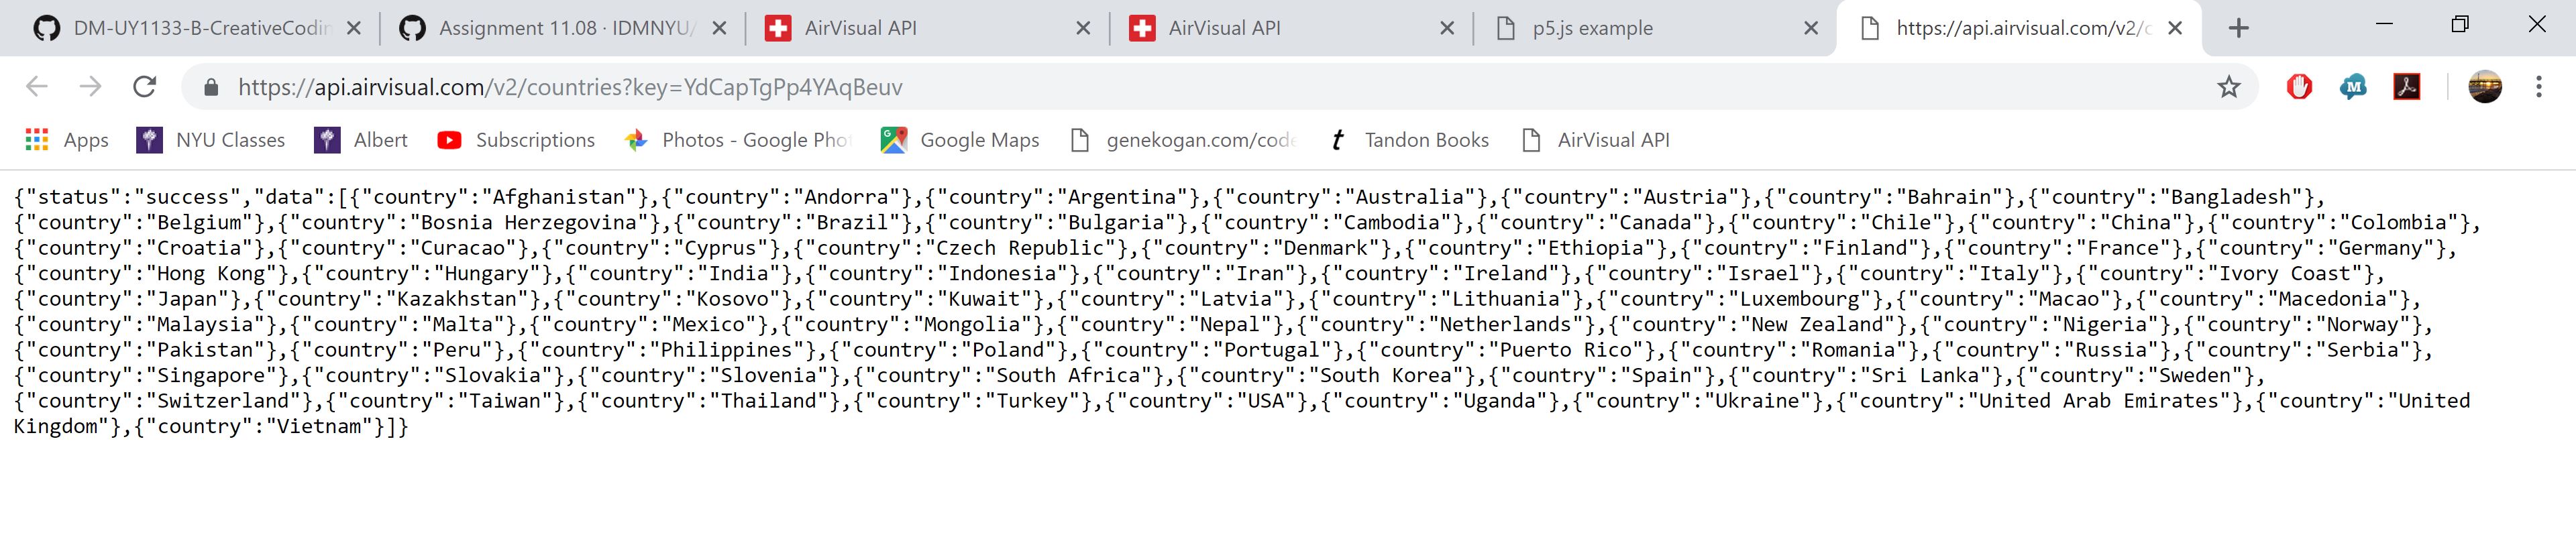 DM-UY1133-B-CreativeCodin
Assignment 11.08 · IDMNYU/
AirVisual API
AirVisual API
p5.js example
https://api.airvisual.com/v2/c
https://api.airvisual.com/v2/countries?key=YdCapTgPp4YAqBeuv
Apps
NYU Classes
Albert
Subscriptions
Photos - Google Phot
Google Maps
genekogan.com/code
t
Tandon Books
AirVisual API
{"status":"success","data":[{"country":"Afghanistan"},{"country":"Andorra"},{"country":"Argentina"},{"country":"Australia"},{"country":"Austria"},{"country":"Bahrain"},{"country":"Bangladesh"},
{"country":"Belgium"},{"country":"Bosnia Herzegovina"},{"country":"Brazil"},{"country":"Bulgaria"},{"country":"Cambodia"},{"country":"Canada"},{"country":"Chile"},{"country":"China"},{"country":"Colombia"},
{"country":"Croatia"},{"country":"Curacao"},{"country":"Cyprus"},{"country":"Czech Republic"},{"country":"Denmark"},{"country":"Ethiopia"},{"country":"Finland"},{"country":"France"},{"country":"Germany"},
{"country":"Hong Kong"},{"country":"Hungary"},{"country":"India"},{"country":"Indonesia"},{"country":"Iran"},{"country":"Ireland"},{"country":"Israel"},{"country":"Italy"},{"country":"Ivory Coast"},
{"country":"Japan"},{"country":"Kazakhstan"},{"country":"Kosovo"},{"country":"Kuwait"},{"country":"Latvia"},{"country":"Lithuania"},{"country":"Luxembourg"},{"country":"Macao"},{"country":"Macedonia"},
{"country":"Malaysia"},{"country":"Malta"},{"country":"Mexico"},{"country":"Mongolia"},{"country":"Nepal"},{"country":"Netherlands"},{"country":"New Zealand"},{"country":"Nigeria"},{"country":"Norway"},
{"country":"Pakistan"},{"country":"Peru"},{"country":"Philippines"},{"country":"Poland"},{"country":"Portugal"},{"country":"Puerto Rico"},{"country":"Romania"},{"country":"Russia"},{"country":"Serbia"},
{"country":"Singapore"},{"country":"Slovakia"},{"country":"Slovenia"},{"country":"South Africa"},{"country":"South Korea"},{"country":"Spain"},{"country":"Sri Lanka"},{"country":"Sweden"},
{"country":"Switzerland"},{"country":"Taiwan"},{"country":"Thailand"},{"country":"Turkey"},{"country":"USA"},{"country":"Uganda"},{"country":"Ukraine"},{"country":"United Arab Emirates"},{"country":"United
Kingdom"},{"country":"Vietnam"}]}